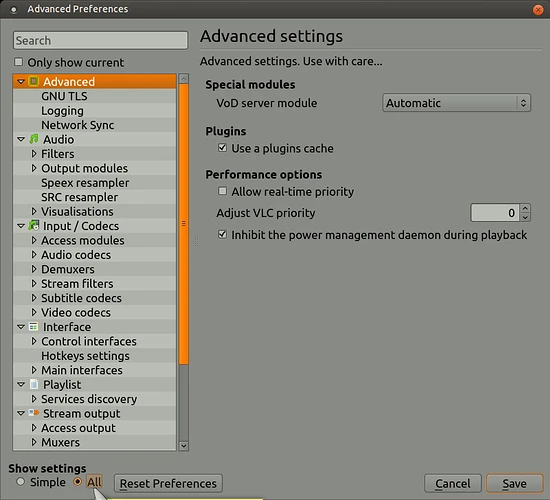 Advanced Preferences
Search
Only show current
Advanced
GNU TLS
Logging
Network Sync
Audio
Filters
Output modules
Speex resampler
SRC resampler
Visualisations
Input / Codecs
Access modules
Audio codecs
Demuxers
Stream filters
Subtitle codecs
Video codecs
Interface
Control interfaces
Hotkeys settings
Main interfaces
Playlist
Services discovery
Stream output
Access output
Muxers
Advanced settings
Advanced settings. Use with care...
Special modules
VoD server module Automatic
Plugins
Use a plugins cache
Performance options
Allow real-time priority
Adjust VLC priority 0
Inhibit the power management daemon during playback
Show settings
Simple All Reset Preferences Cancel Save